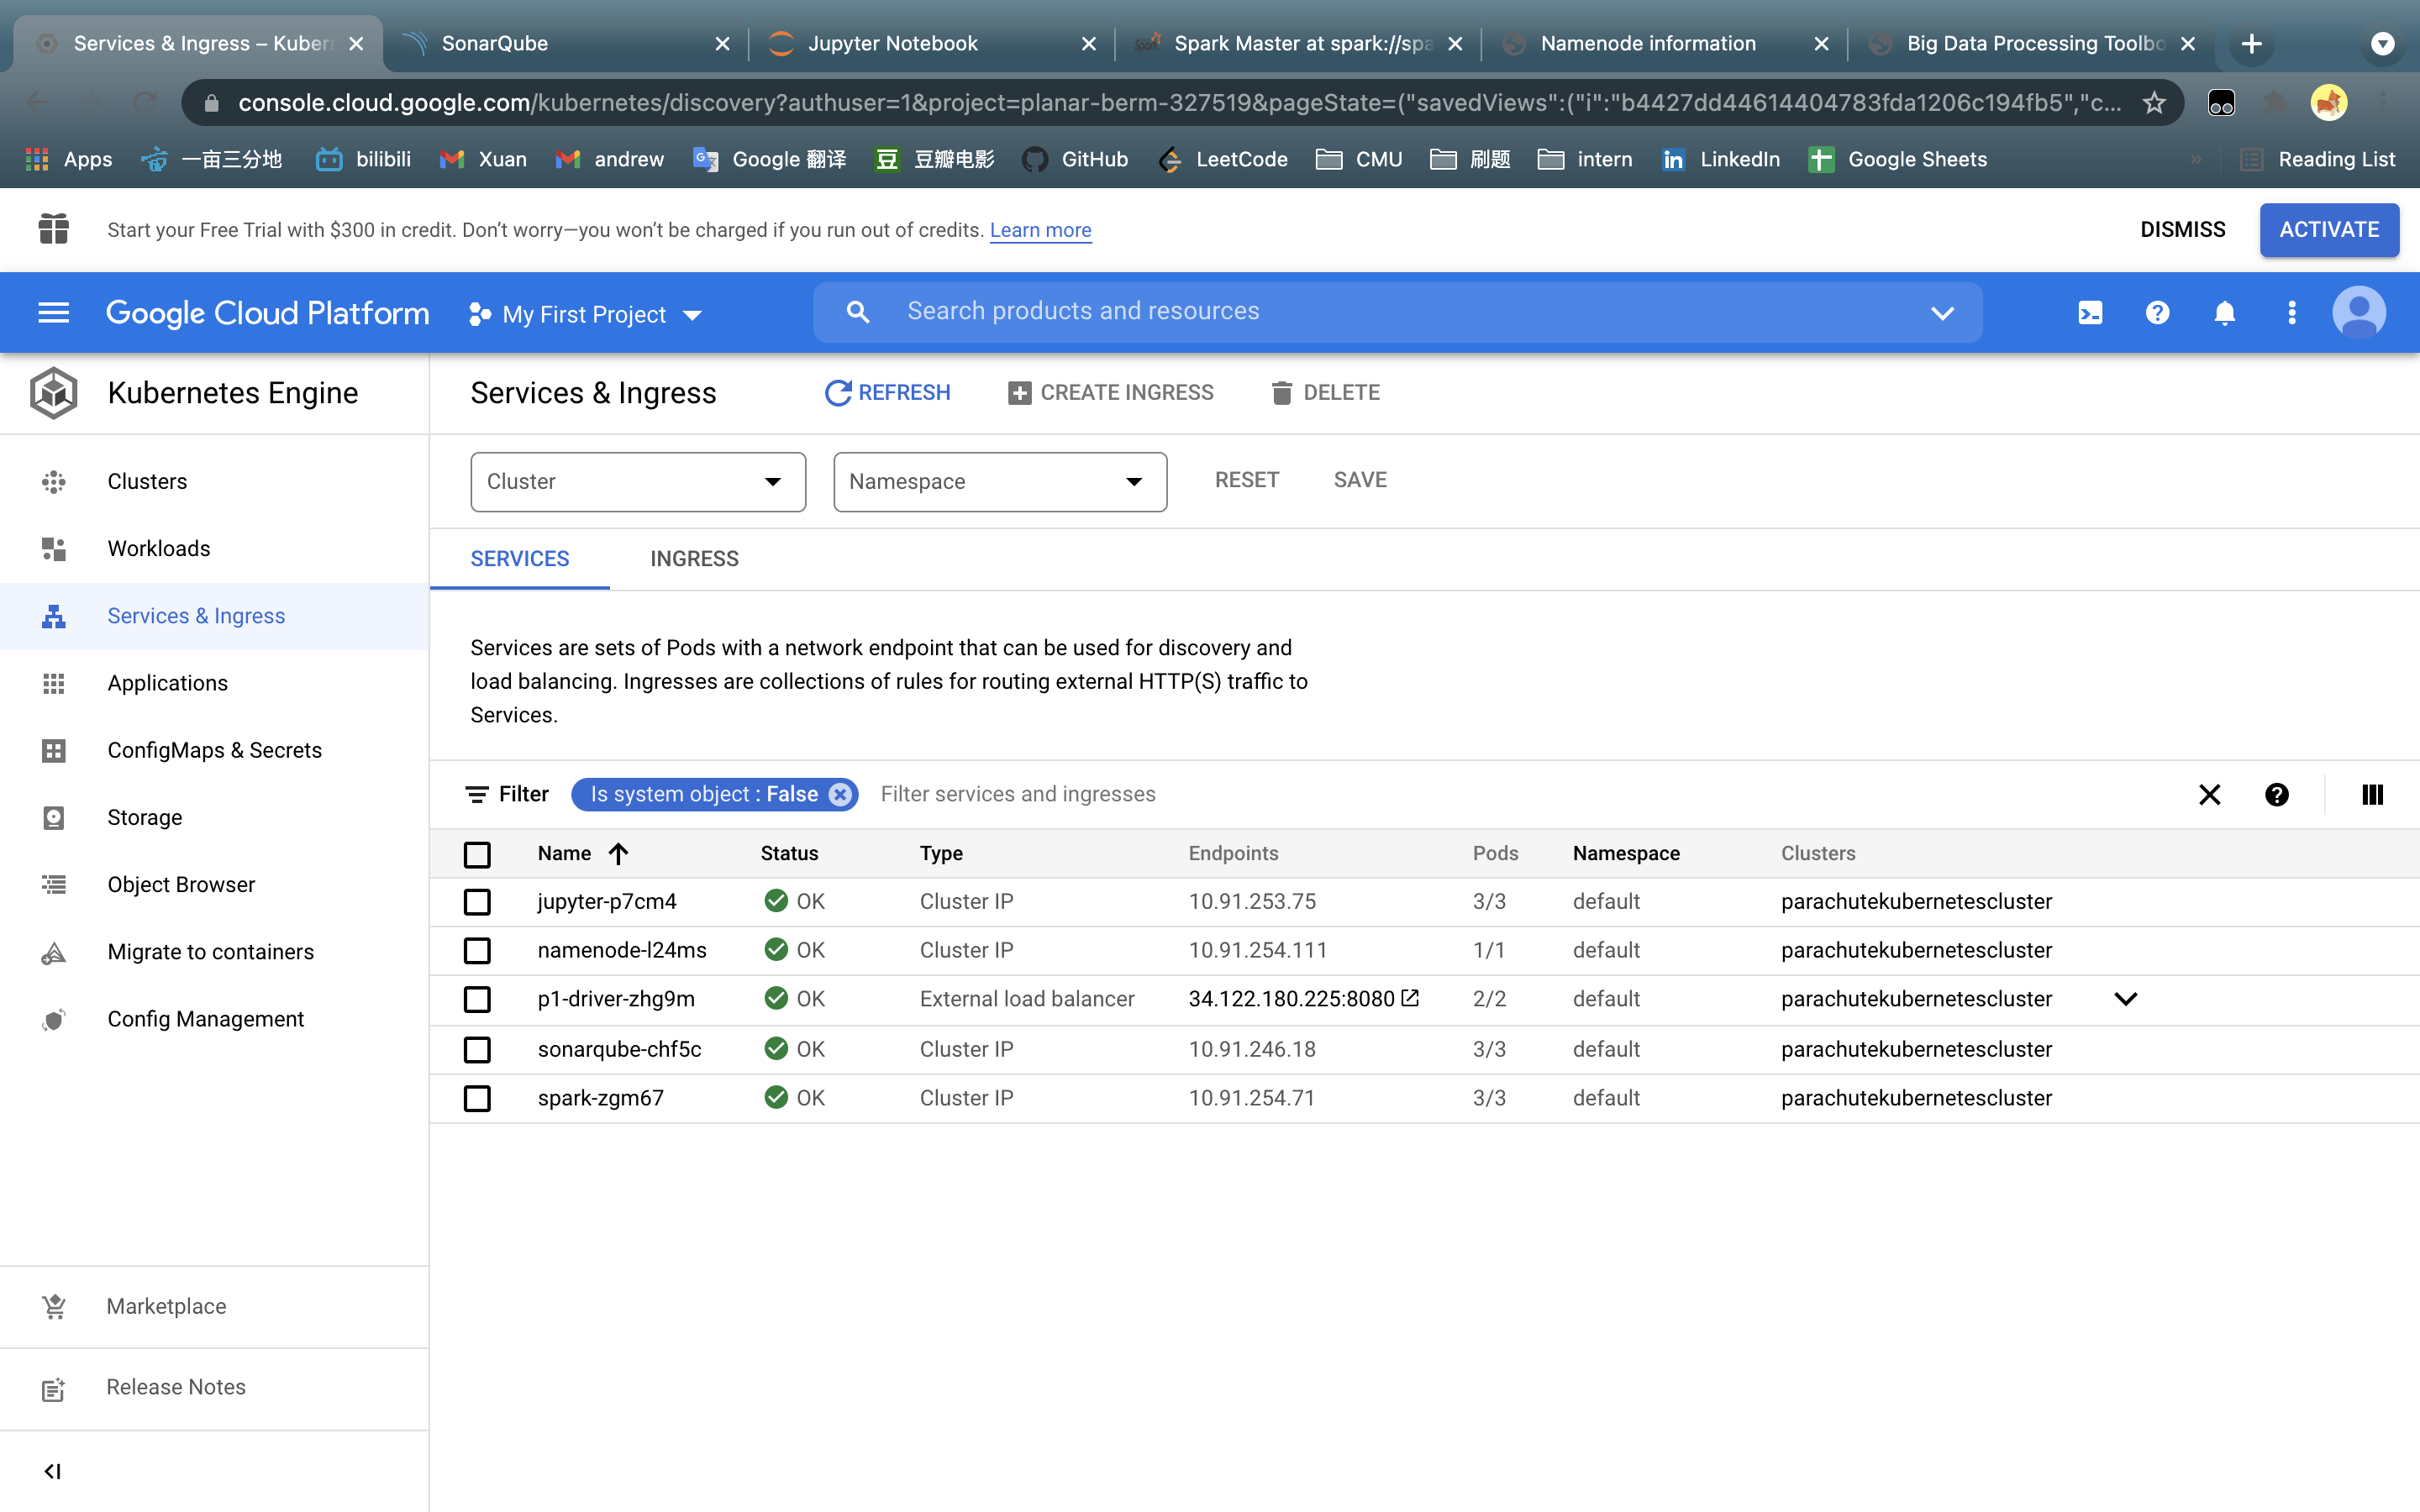 Services & Ingress – Kuber
SonarQube
Jupyter Notebook
Spark Master at spark://spa
Namenode information
Big Data Processing Toolbo
console.cloud.google.com/kubernetes/discovery?authuser=1&project=planar-berm-327519&pageState=("savedViews":("i":"b4427dd44614404783fda1206c194fb5","c...
Apps
一亩三分地
bilibili
Xuan
andrew
Google 翻译
豆 豆瓣电影
GitHub
LeetCode
CMU
刷题
intern
LinkedIn
Google Sheets
»
Reading List
Start your Free Trial with $300 in credit. Don’t worry—you won’t be charged if you run out of credits. Learn more
DISMISS
ACTIVATE
Google Cloud Platform
My First Project
Search products and resources
Kubernetes Engine
Clusters
Workloads
Services & Ingress
Applications
ConfigMaps & Secrets
Storage
Object Browser
Migrate to containers
Config Management
Marketplace
Release Notes
Services & Ingress
REFRESH
CREATE INGRESS
DELETE
Cluster
Namespace
RESET
SAVE
SERVICES
INGRESS
Services are sets of Pods with a network endpoint that can be used for discovery and
load balancing. Ingresses are collections of rules for routing external HTTP(S) traffic to
Services.
Filter
Is system object : False
Filter services and ingresses
Name Status Type Endpoints Pods Namespace Clusters
jupyter-p7cm4 OK Cluster IP 10.91.253.75 3/3 default parachutekubernetescluster
namenode-l24ms OK Cluster IP 10.91.254.111 1/1 default parachutekubernetescluster
p1-driver-zhg9m OK External load balancer 34.122.180.225:8080 2/2 default parachutekubernetescluster
sonarqube-chf5c OK Cluster IP 10.91.246.18 3/3 default parachutekubernetescluster
spark-zgm67 OK Cluster IP 10.91.254.71 3/3 default parachutekubernetescluster